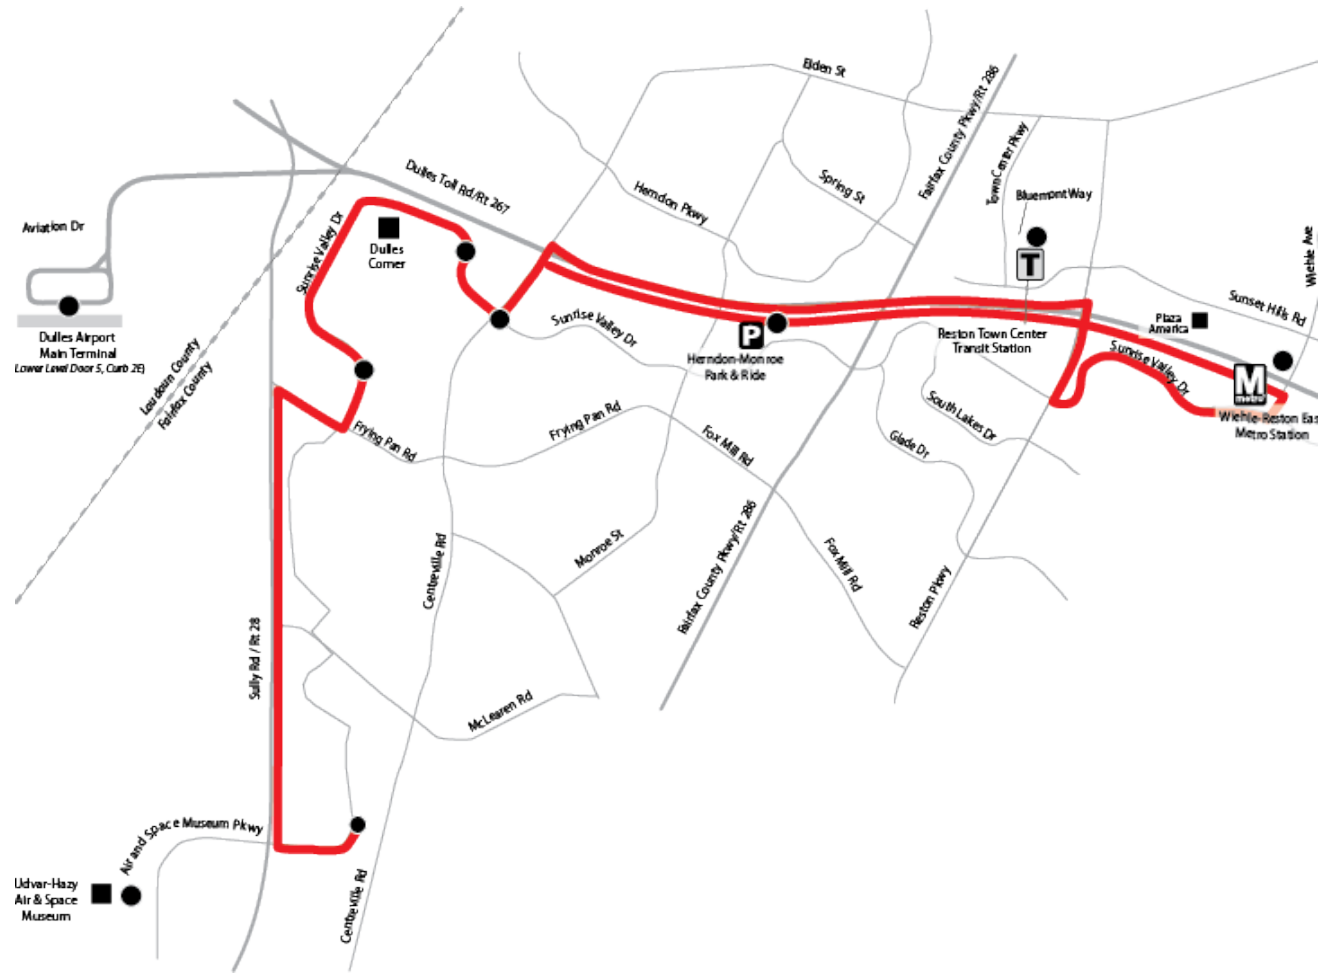 Elden St
Fairfax County Pkwy/Rt 286
Town Center Pkwy
Bluemont Way
Spring St
Herndon Pkwy
Dulles Toll Rd/Rt 267
Aviation Dr
Dulles
Corner
Sunrise Valley Dr
T
Wiehle Ave
Sunset Hills Rd
Plaza
America
Dulles Airport
Main Terminal
Lower Level Door 5, Curb 2E)
Loudoun County
Fairfax County
Sunrise Valley Dr
P
Herndon-Monroe
Park & Ride
Reston Town Center
Transit Station
Sunrise Valley Dr
M
metro
Wiehle-Reston Eas
Metro Station
South Lakes Dr
Glade Dr
Frying Pan Rd
Frying Pan Rd
Fox Mill Rd
Fairfax County Pkwy/Rt 286
Monroe St
Centreville Rd
Fox Mill Rd
Reston Pkwy
Sully Rd / Rt 28
McLearen Rd
Air and Space Museum Pkwy
Udvar-Hazy
Air & Space
Museum
Centreville Rd